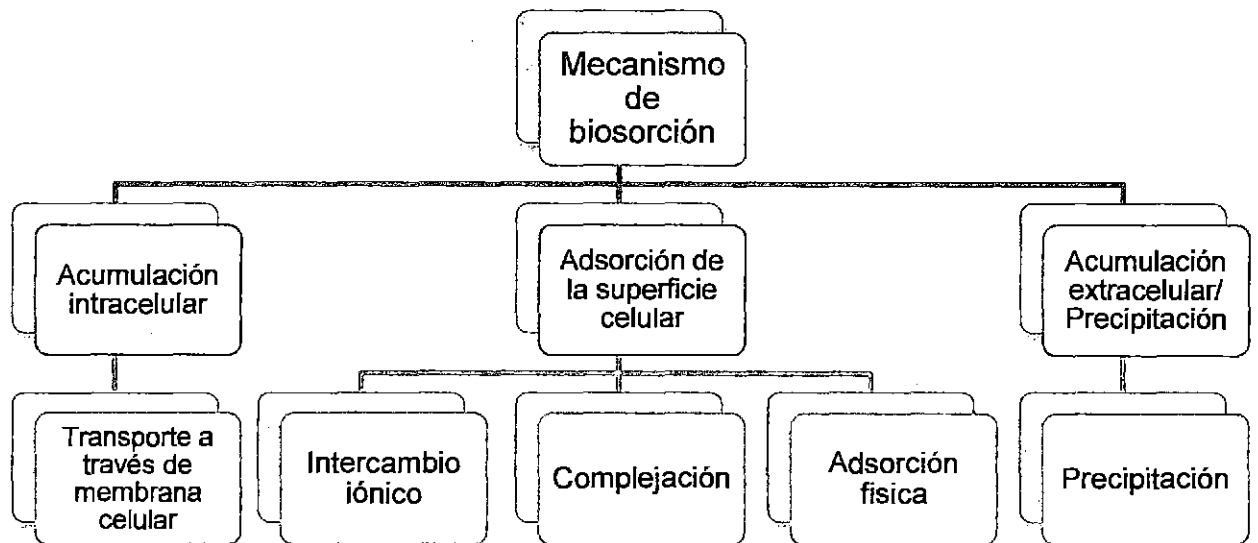 Mecanismo
de
biosorción
Acumulación
intracelular
Adsorción de
la superficie
celular
Acumulación
extracelular/
Precipitación
Transporte a
través de
membrana
celular
Intercambio
iónico
Complejación
Adsorción
fisica
Precipitación